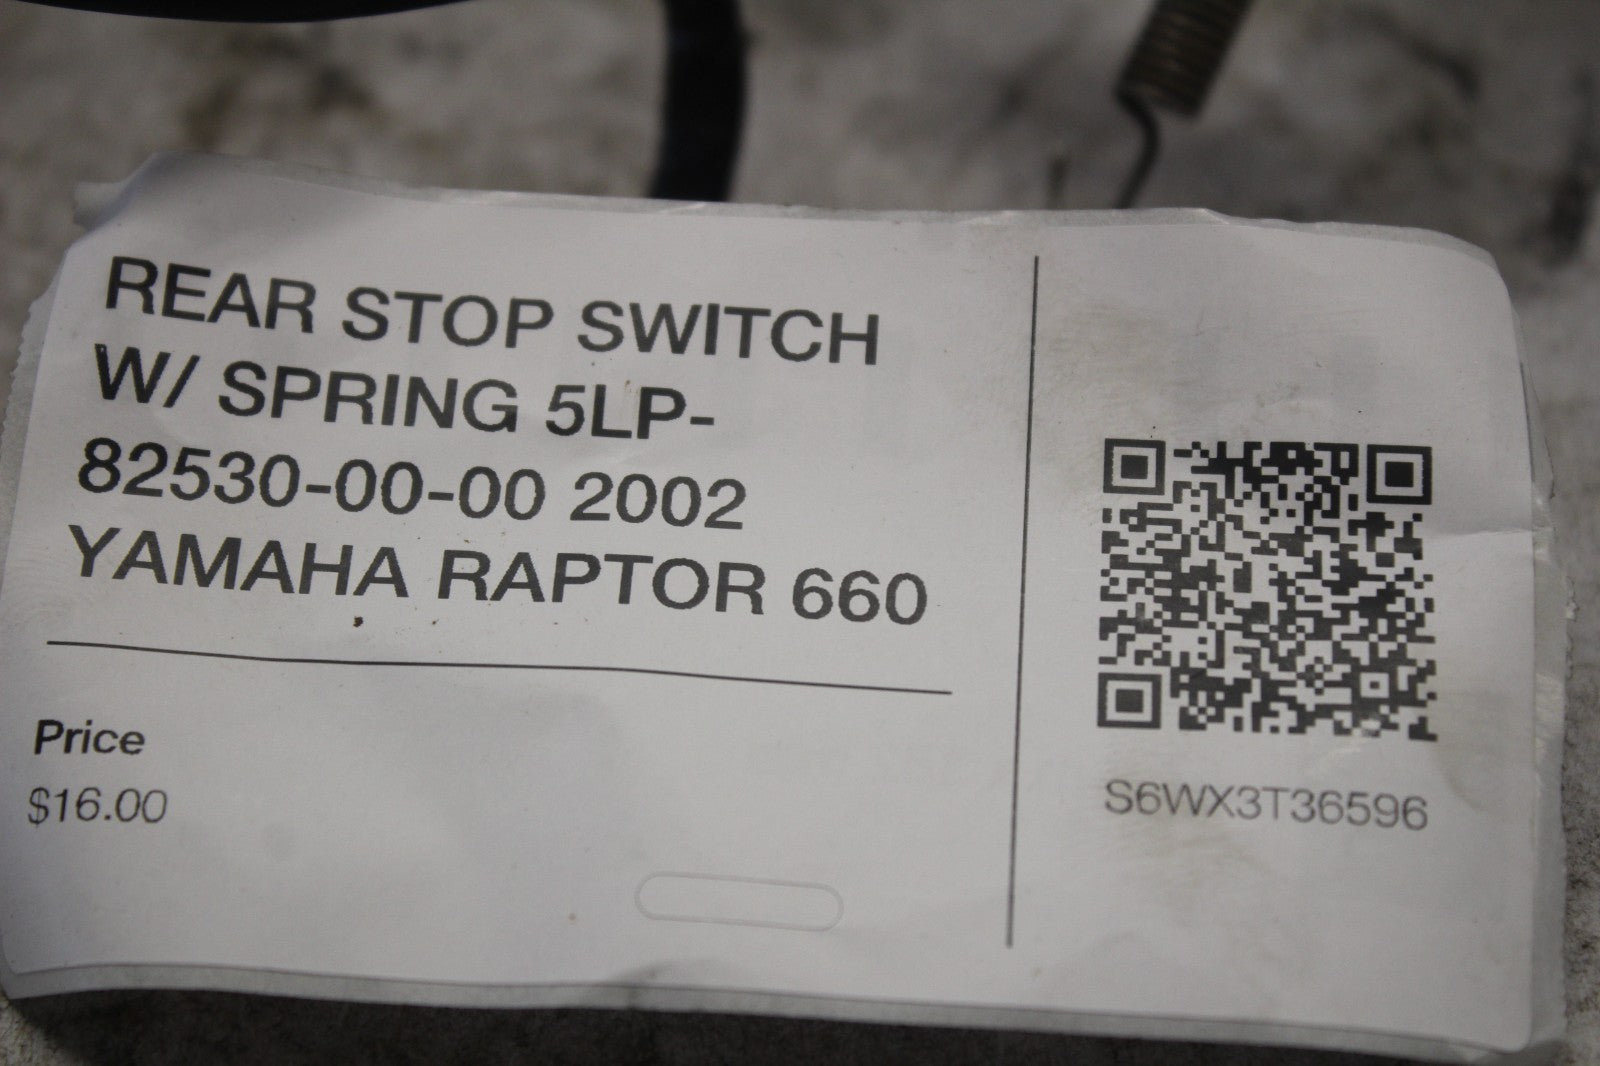 REAR STOP SWITCH
W/ SPRING 5LP-
82530-00-00 2002
YAMAHA RAPTOR 660
Price
$16.00
S6WX3T36596